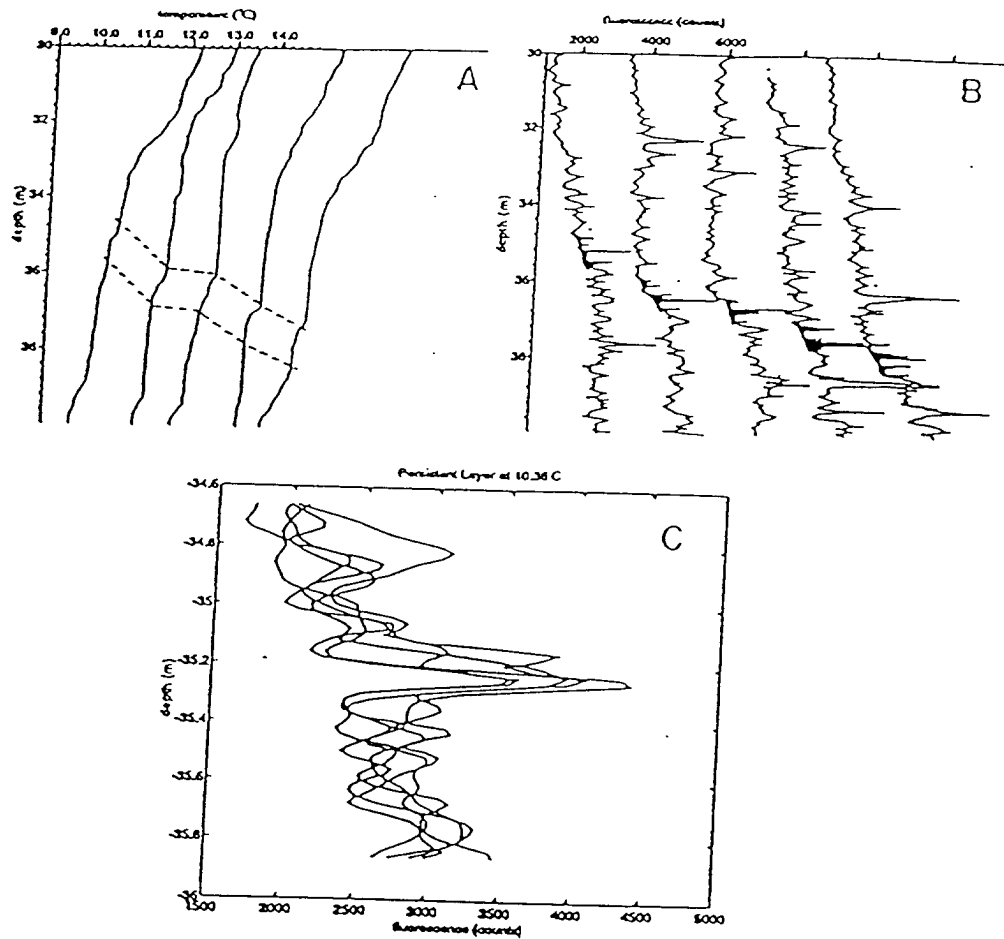 temperature (°C)
8.0 10.0 11.0 12.0 13.0 14.0
30
32
34
36
38
depth (m)
A
fluorescence (counts)
2000 4000 6000
30
32
34
36
38
depth (m)
B
Persistent Layer at 10.36 C
-34.6
-34.8
-35
-35.2
-35.4
-35.6
-35.8
-36
depth (m)
C
1500 2000 2500 3000 3500 4000 4500 5000
fluorescence (counts)